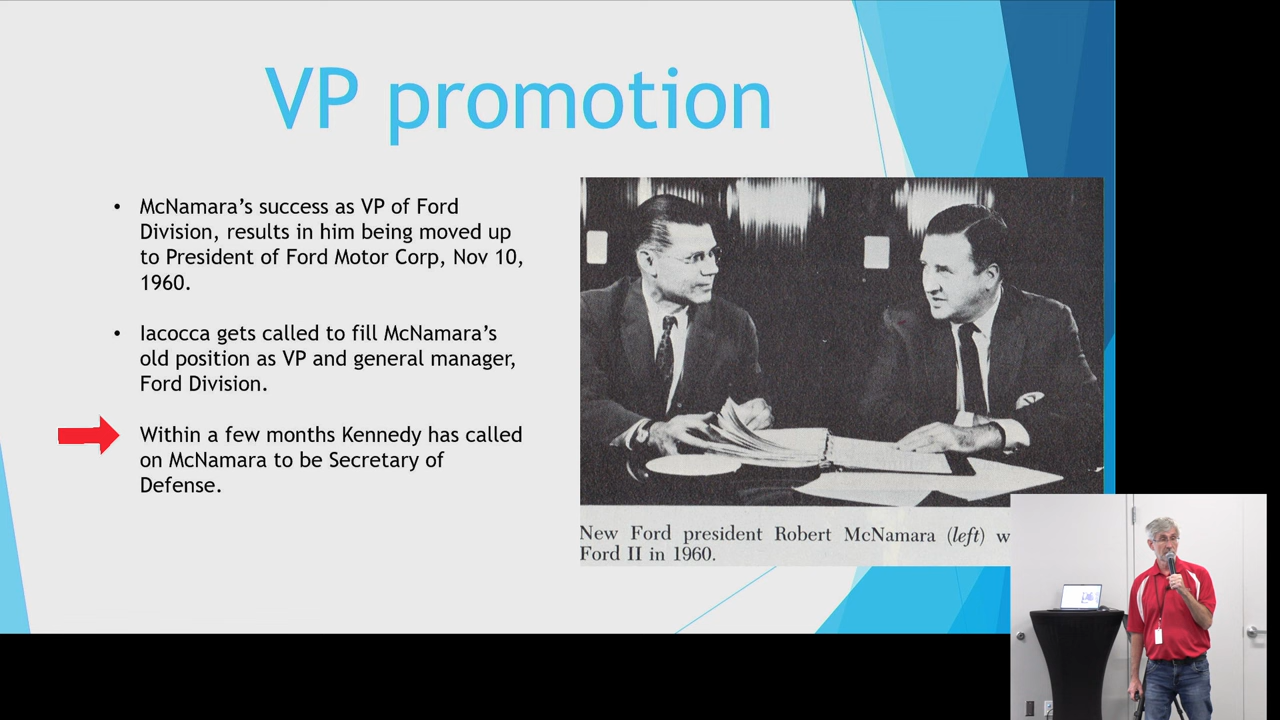 VP promotion
• McNamara’s success as VP of Ford
Division, results in him being moved up
to President of Ford Motor Corp, Nov 10,
1960.
• Iacocca gets called to fill McNamara’s
old position as VP and general manager,
Ford Division.
Within a few months Kennedy has called
on McNamara to be Secretary of
Defense.
New Ford president Robert McNamara (left) w
Ford II in 1960.